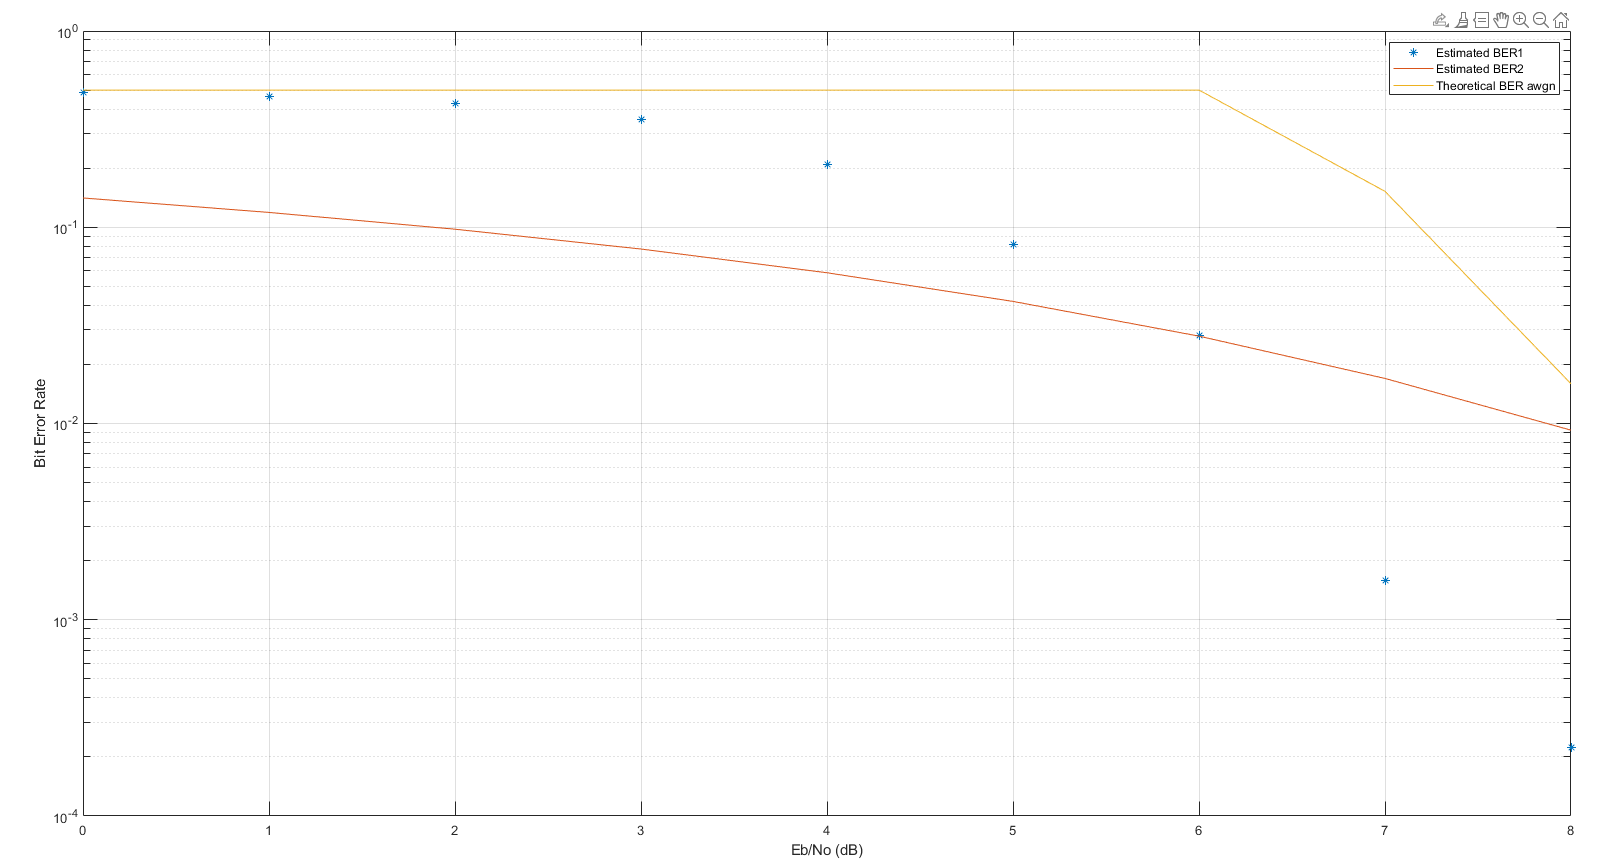 Estimated BER1
Estimated BER2
Theoretical BER awgn
10^0
10^-1
10^-2
10^-3
10^-4
Bit Error Rate
0 1 2 3 4 5 6 7 8
Eb/No (dB)